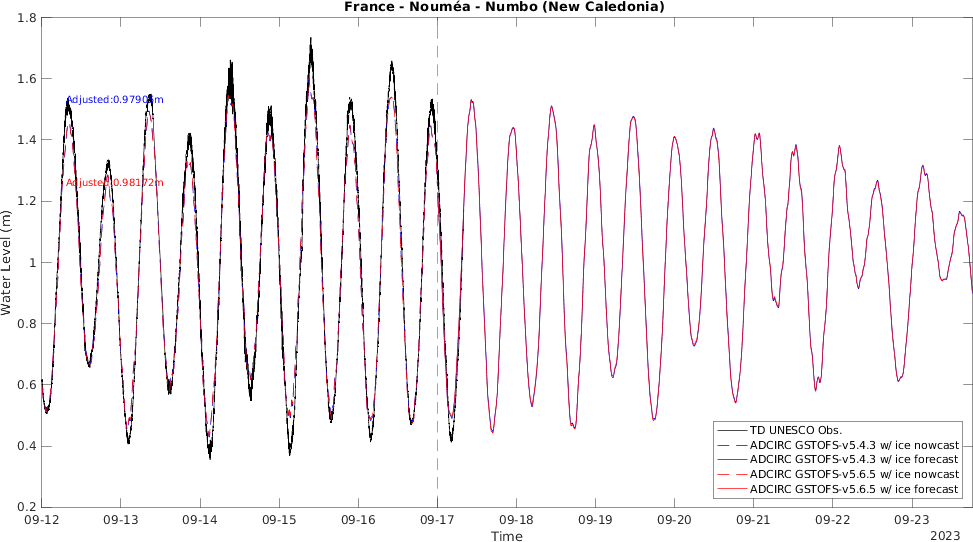 France - Nouméa - Numbo (New Caledonia)
1.8
1.6
1.4
1.2
1
0.8
0.6
0.4
0.2
Water Level (m)
Adjusted:0.98172m
TD UNESCO Obs.
ADCIRC GSTOFS-v5.4.3 w/ ice nowcast
ADCIRC GSTOFS-v5.4.3 w/ ice forecast
ADCIRC GSTOFS-v5.6.5 w/ ice nowcast
ADCIRC GSTOFS-v5.6.5 w/ ice forecast
09-12 09-13 09-14 09-15 09-16 09-17 09-18 09-19 09-20 09-21 09-22 09-23
Time
2023